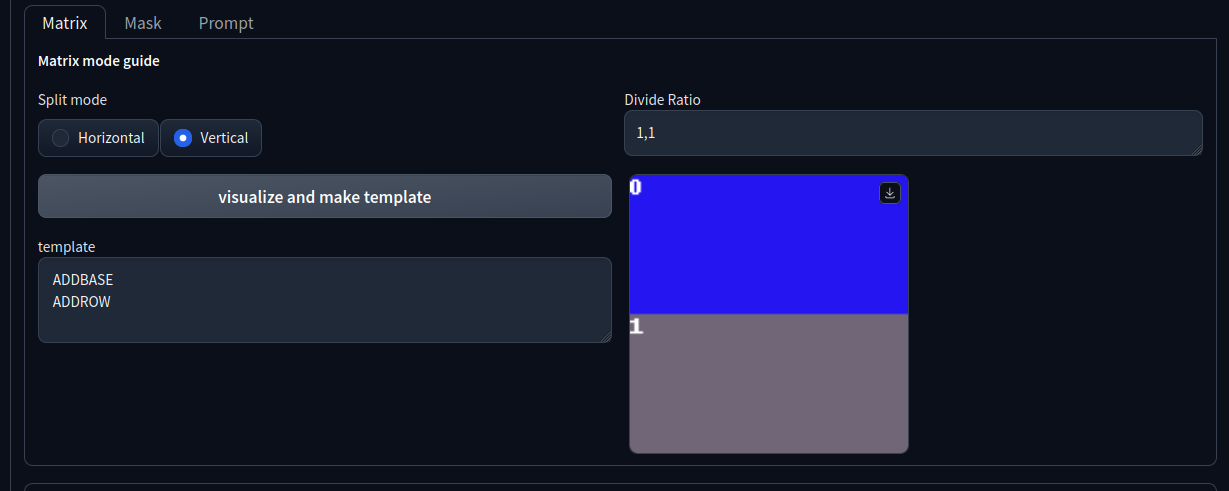 Matrix Mask Prompt
Matrix mode guide
Split mode
Horizontal Vertical
Divide Ratio
1,1
visualize and make template
template
ADDBASE
ADDROW
0
1